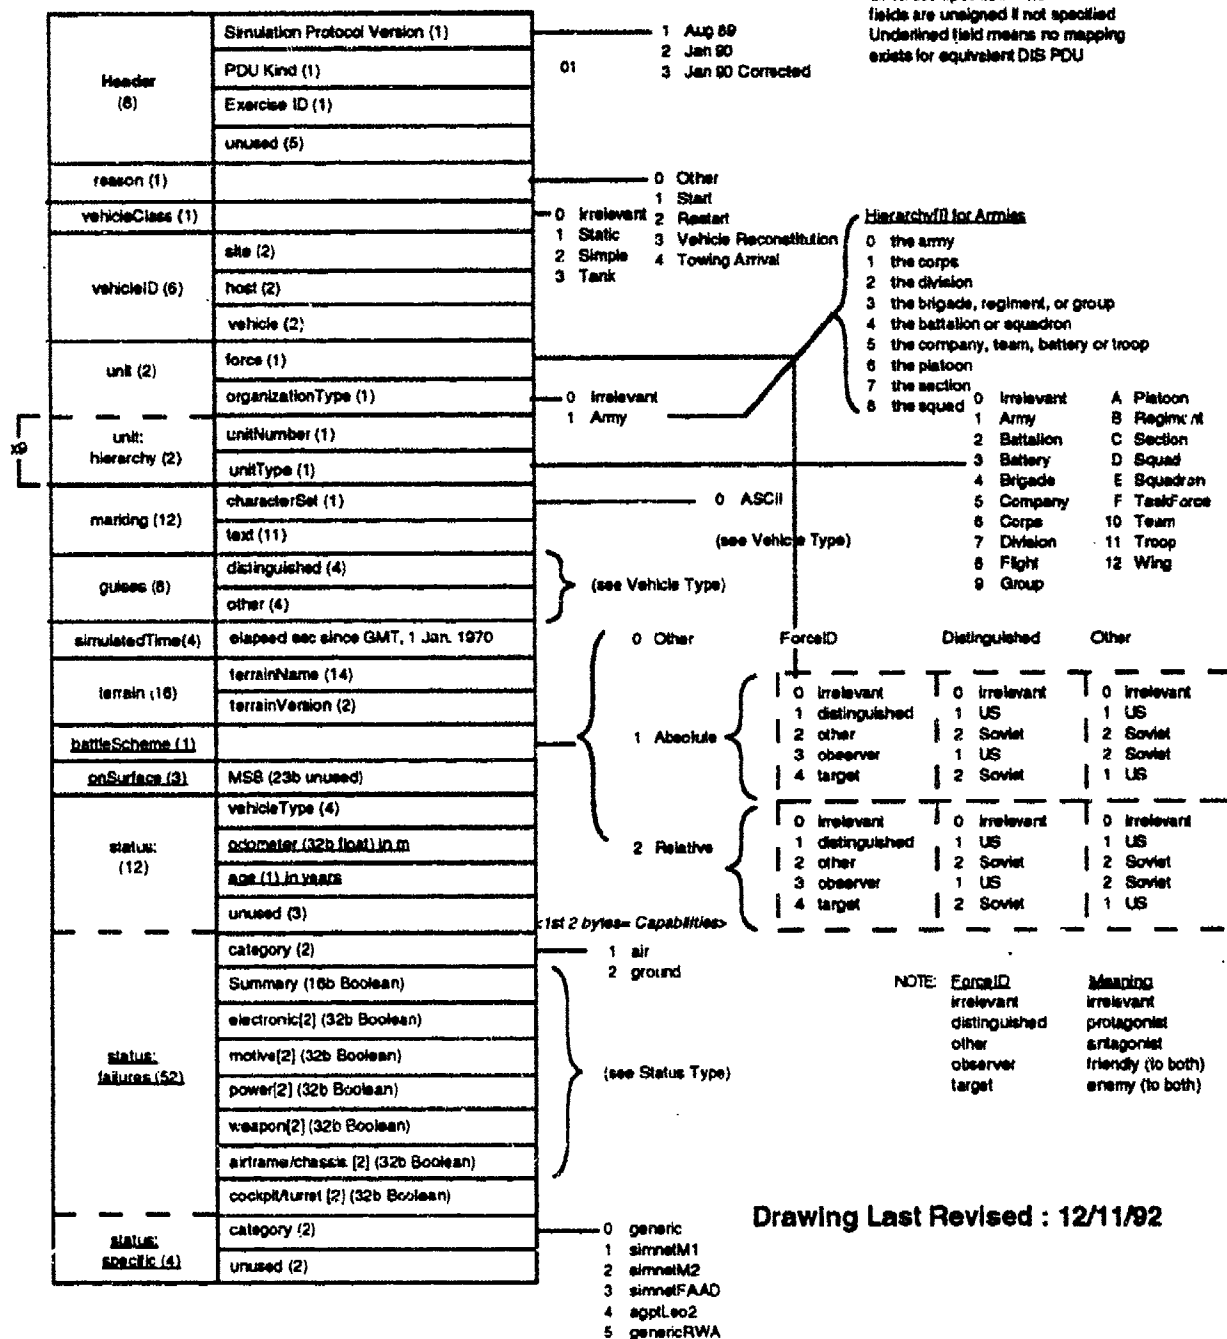 fields are unsigned if not specified
Underlined field means no mapping
exists for equivalent DIS PDU
Header
(8)
Simulation Protocol Version (1)
1 Aug 89
2 Jan 90
3 Jan 90 Corrected
PDU Kind (1)
01
Exercise ID (1)
unused (5)
reason (1)
0 Other
1 Start
2 Restart
3 Vehicle Reconstitution
4 Towing Arrival
vehicleClass (1)
0 Irrelevant
1 Static
2 Simple
3 Tank
vehicleID (6)
site (2)
host (2)
vehicle (2)
Hierarchy[i] for Armies
0 the army
1 the corps
2 the division
3 the brigade, regiment, or group
4 the battalion or squadron
5 the company, team, battery or troop
6 the platoon
7 the section
8 the squad
unit (2)
force (1)
organizationType (1)
0 Irrelevant
1 Army
x9
unit:
hierarchy (2)
unitNumber (1)
unitType (1)
0 Irrelevant
1 Army
2 Battalion
3 Battery
4 Brigade
5 Company
6 Corps
7 Division
8 Flight
9 Group
A Platoon
B Regiment
C Section
D Squad
E Squadron
F TaskForce
10 Team
11 Troop
12 Wing
marking (12)
characterSet (1)
0 ASCII
text (11)
(see Vehicle Type)
guises (8)
distinguished (4)
other (4)
(see Vehicle Type)
simulatedTime(4)
elapsed sec since GMT, 1 Jan. 1970
terrain (16)
terrainName (14)
terrainVersion (2)
battleScheme (1)
0 Other
1 Absolute
2 Relative
ForceID Distinguished Other
0 irrelevant 0 irrelevant 0 irrelevant
1 distinguished 1 US 1 US
2 other 2 Soviet 2 Soviet
3 observer 1 US 2 Soviet
4 target 2 Soviet 1 US
0 irrelevant 0 irrelevant 0 irrelevant
1 distinguished 1 US 1 US
2 other 2 Soviet 2 Soviet
3 observer 1 US 2 Soviet
4 target 2 Soviet 1 US
onSurface (3)
MSB (23b unused)
status:
(12)
vehicleType (4)
odometer (32b float) in m
age (1) in years
unused (3)
<1st 2 bytes= Capabilities>
status:
failures (52)
category (2)
1 air
2 ground
Summary (16b Boolean)
electronic[2] (32b Boolean)
motive[2] (32b Boolean)
power[2] (32b Boolean)
weapon[2] (32b Boolean)
airframe/chassis [2] (32b Boolean)
cockpit/turret [2] (32b Boolean)
(see Status Type)
NOTE: ForceID Meaning
irrelevant irrelevant
distinguished protagonist
other antagonist
observer friendly (to both)
target enemy (to both)
status:
specific (4)
category (2)
unused (2)
0 generic
1 simnetM1
2 simnetM2
3 simnetFAAD
4 agptLeo2
5 genericRWA
Drawing Last Revised : 12/11/92